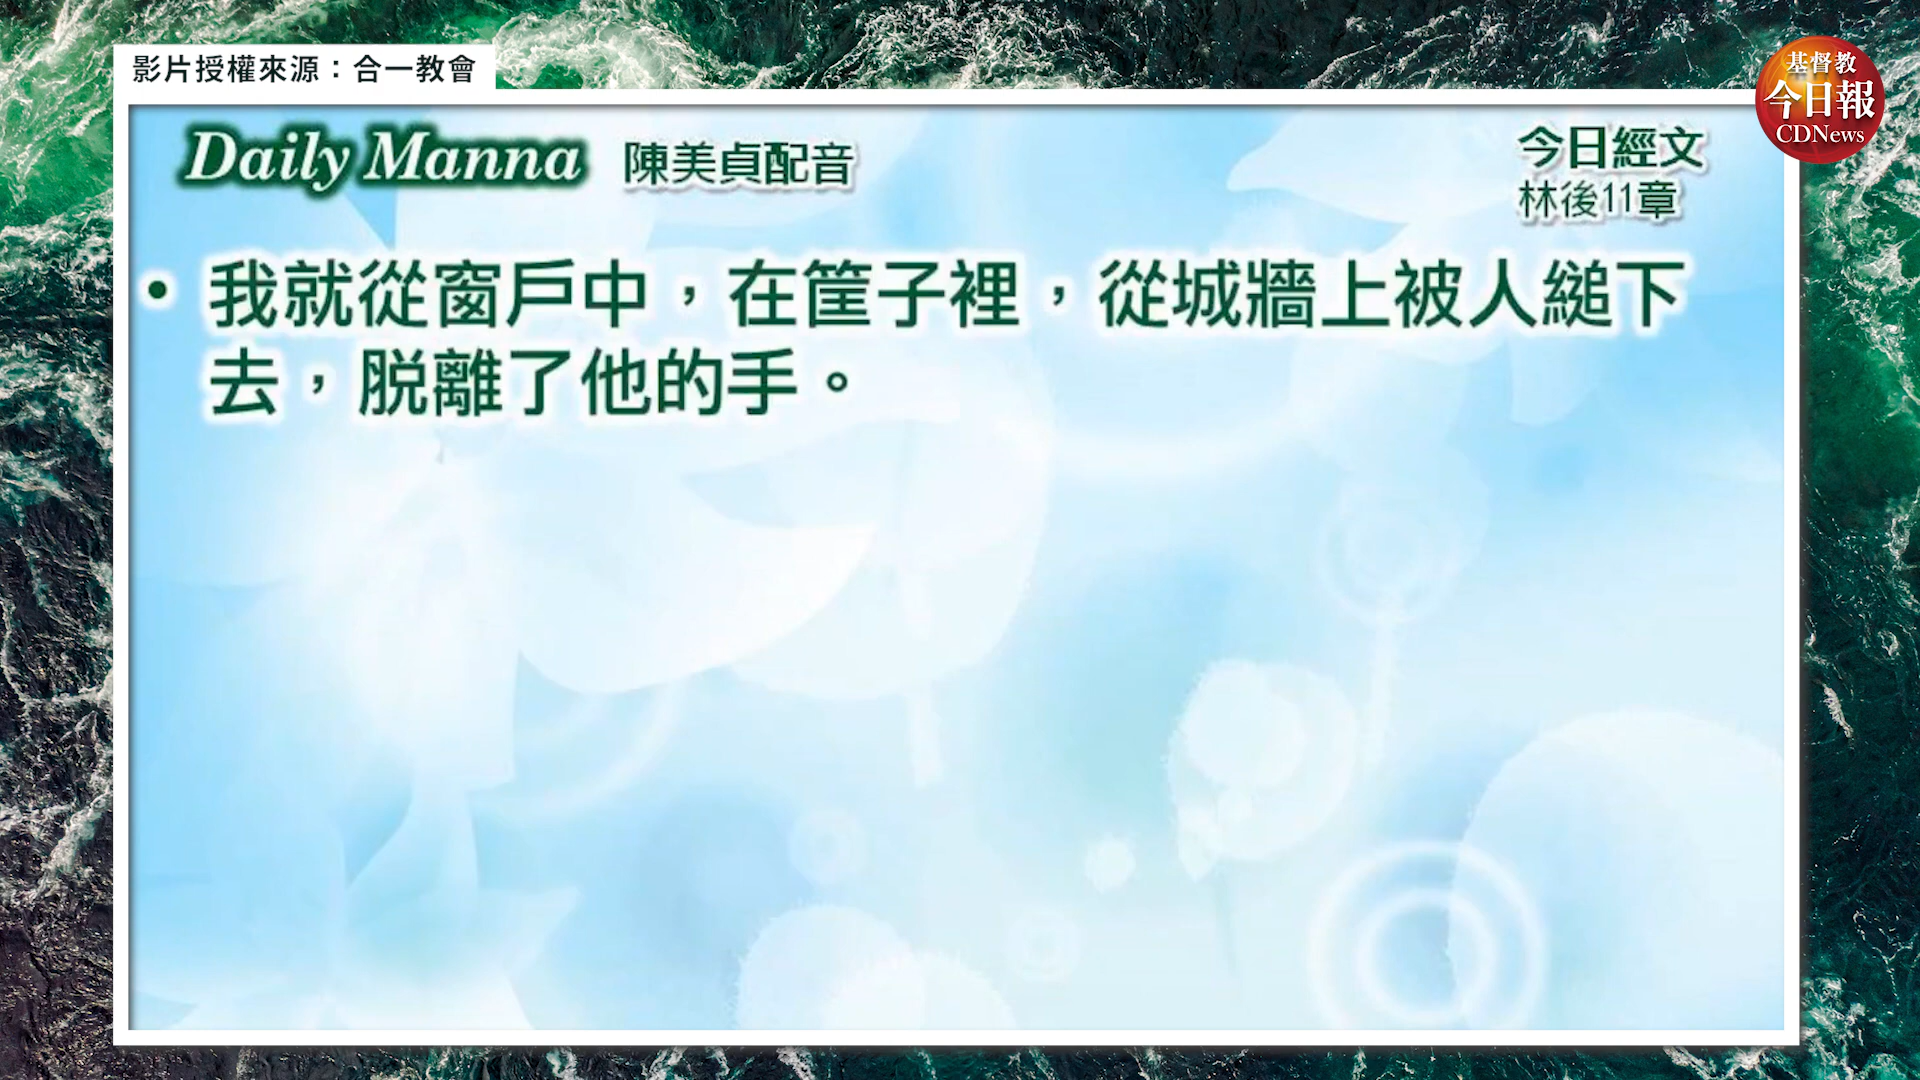 影片授權來源：合一教會
基督教
今日報
CDNews
Daily Manna 陳美貞配音
今日經文
林後11章
• 我就從窗戶中，在筐子裡，從城牆上被人縋下
去，脫離了他的手。